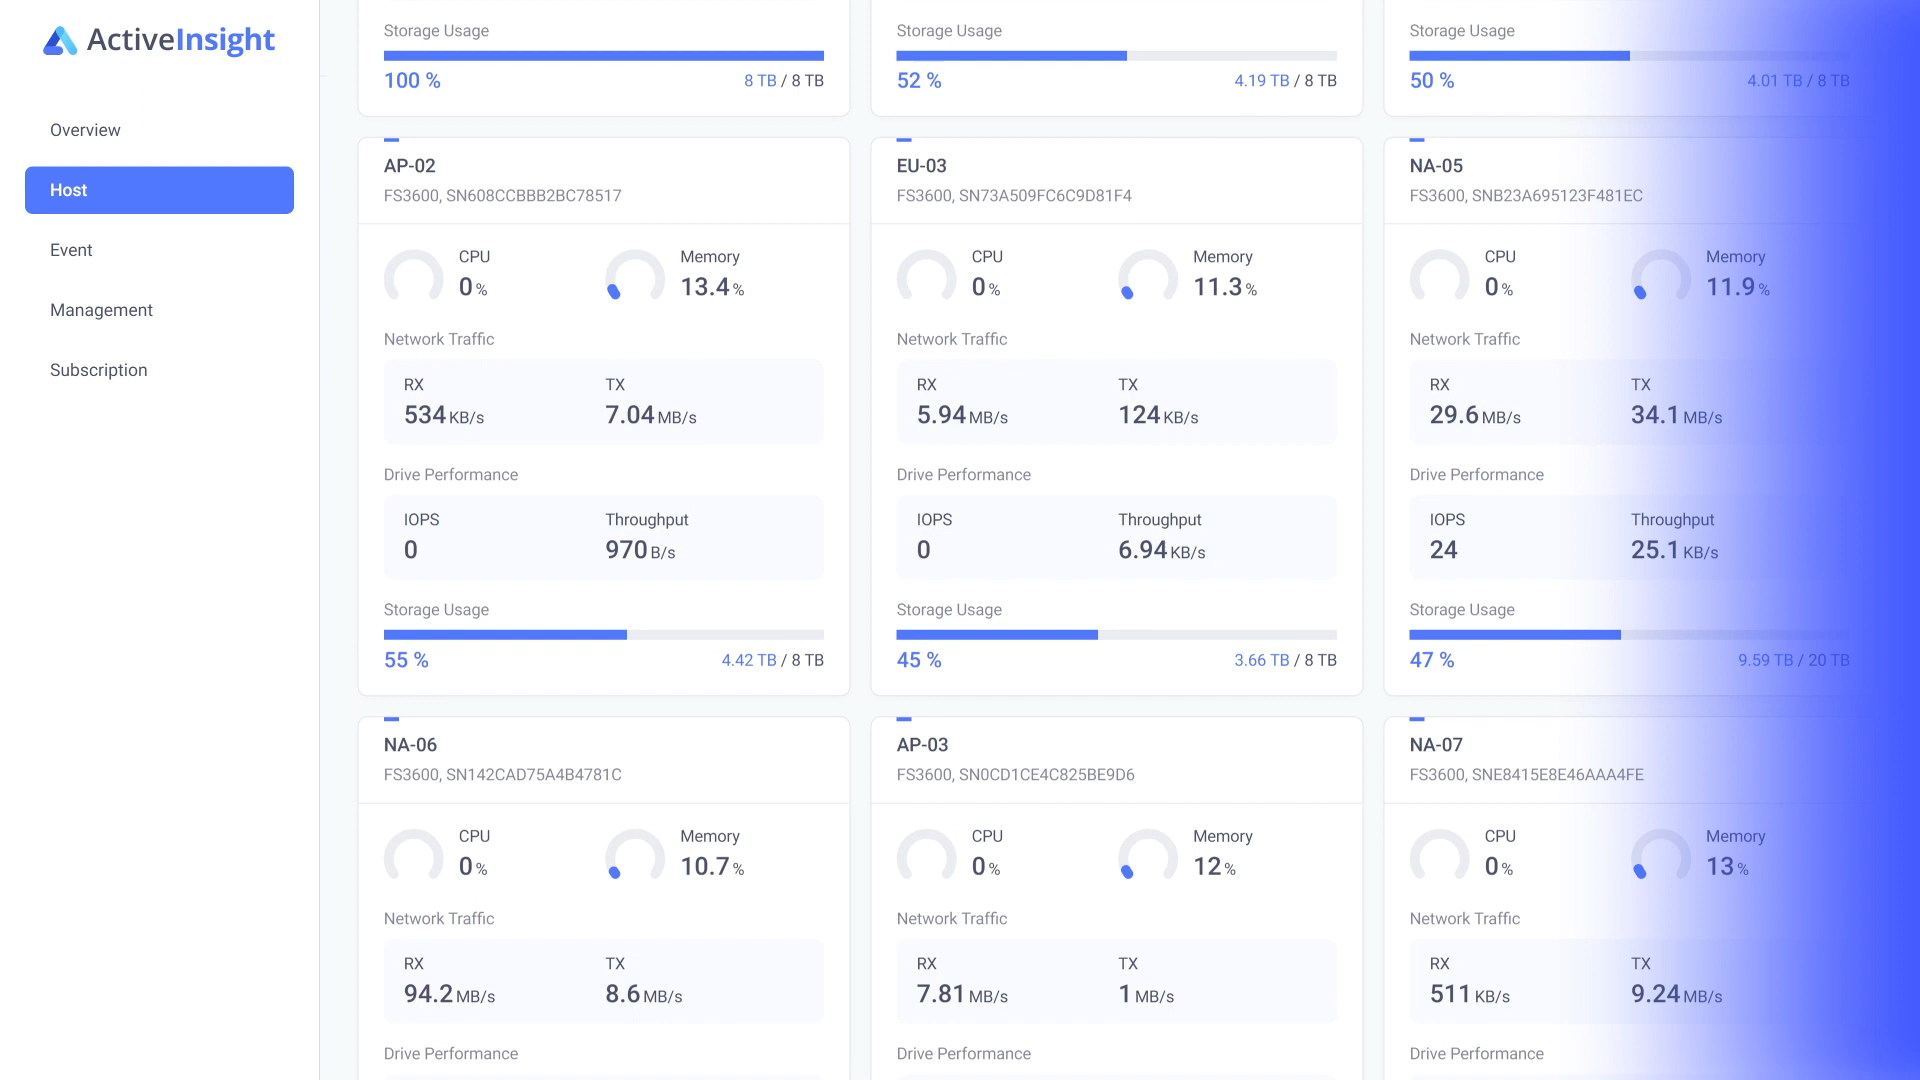 ActiveInsight
Overview
Host
Event
Management
Subscription
Storage Usage
100 %
8 TB / 8 TB
Storage Usage
52 %
4.19 TB / 8 TB
Storage Usage
50 %
4.01 TB / 8 TB
AP-02
FS3600, SN608CCBBB2BC78517
CPU
0 %
Memory
13.4 %
Network Traffic
RX
534 KB/s
TX
7.04 MB/s
Drive Performance
IOPS
0
Throughput
970 B/s
Storage Usage
55 %
4.42 TB / 8 TB
EU-03
FS3600, SN73A509FC6C9D81F4
CPU
0 %
Memory
11.3 %
Network Traffic
RX
5.94 MB/s
TX
124 KB/s
Drive Performance
IOPS
0
Throughput
6.94 KB/s
Storage Usage
45 %
3.66 TB / 8 TB
NA-05
FS3600, SNB23A695123F481EC
CPU
0 %
Memory
11.9 %
Network Traffic
RX
29.6 MB/s
TX
34.1 MB/s
Drive Performance
IOPS
24
Throughput
25.1 KB/s
Storage Usage
47 %
9.59 TB / 20 TB
NA-06
FS3600, SN142CAD75A4B4781C
CPU
0 %
Memory
10.7 %
Network Traffic
RX
94.2 MB/s
TX
8.6 MB/s
Drive Performance
AP-03
FS3600, SN0CD1CE4C825BE9D6
CPU
0 %
Memory
12 %
Network Traffic
RX
7.81 MB/s
TX
1 MB/s
Drive Performance
NA-07
FS3600, SNE8415E8E46AAA4FE
CPU
0 %
Memory
13 %
Network Traffic
RX
511 KB/s
TX
9.24 MB/s
Drive Performance